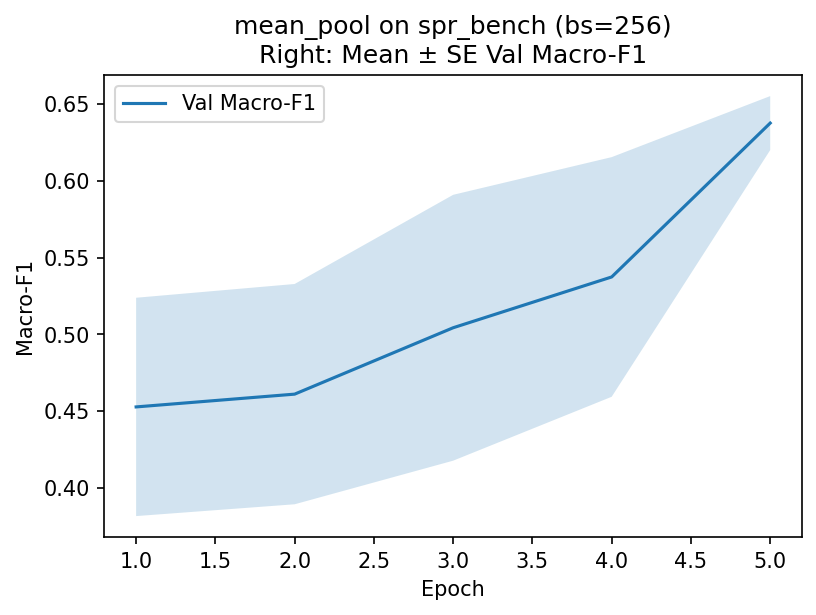 mean_pool on spr_bench (bs=256)
Right: Mean ± SE Val Macro-F1
Val Macro-F1
Macro-F1
0.65
0.60
0.55
0.50
0.45
0.40
1.0 1.5 2.0 2.5 3.0 3.5 4.0 4.5 5.0
Epoch